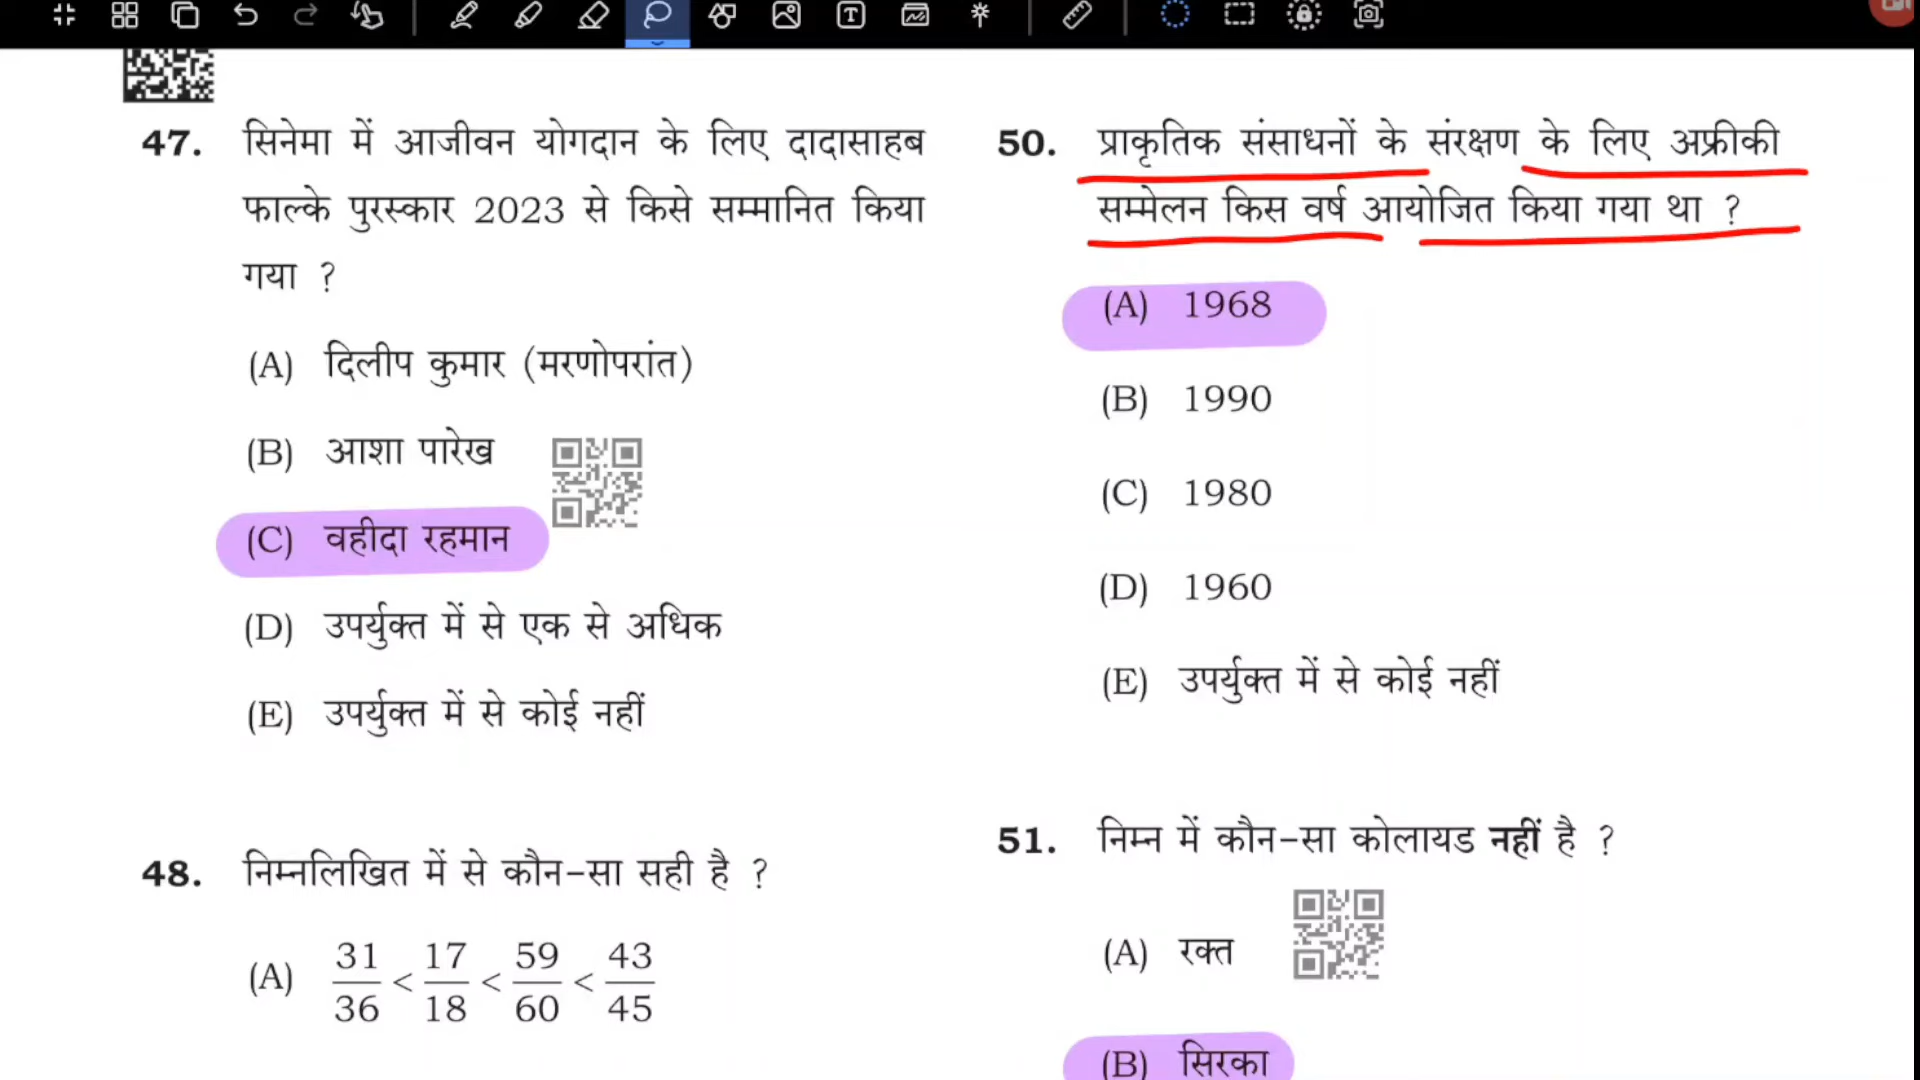 47. सिनेमा में आजीवन योगदान के लिए दादासाहब
फाल्के पुरस्कार 2023 से किसे सम्मानित किया
गया ?
(A) दिलीप कुमार (मरणोपरांत)
(B) आशा पारेख
(C) वहीदा रहमान
(D) उपर्युक्त में से एक से अधिक
(E) उपर्युक्त में से कोई नहीं
48. निम्नलिखित में से कौन-सा सही है ?
(A) 31/36 < 17/18 < 59/60 < 43/45
50. प्राकृतिक संसाधनों के संरक्षण के लिए अफ्रीकी
सम्मेलन किस वर्ष आयोजित किया गया था ?
(A) 1968
(B) 1990
(C) 1980
(D) 1960
(E) उपर्युक्त में से कोई नहीं
51. निम्न में कौन-सा कोलायड नहीं है ?
(A) रक्त
(B) सिरका